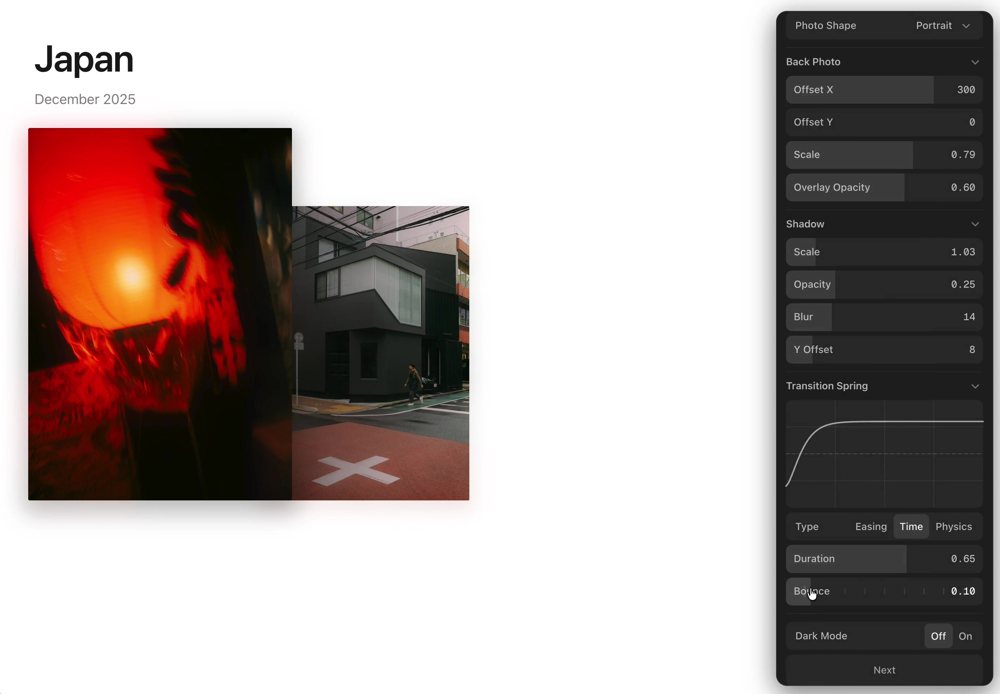 Japan
December 2025
Photo Shape Portrait
Back Photo
Offset X 300
Offset Y 0
Scale 0.79
Overlay Opacity 0.60
Shadow
Scale 1.03
Opacity 0.25
Blur 14
Y Offset 8
Transition Spring
Type Easing Time Physics
Duration 0.65
Bounce 0.10
Dark Mode Off On
Next